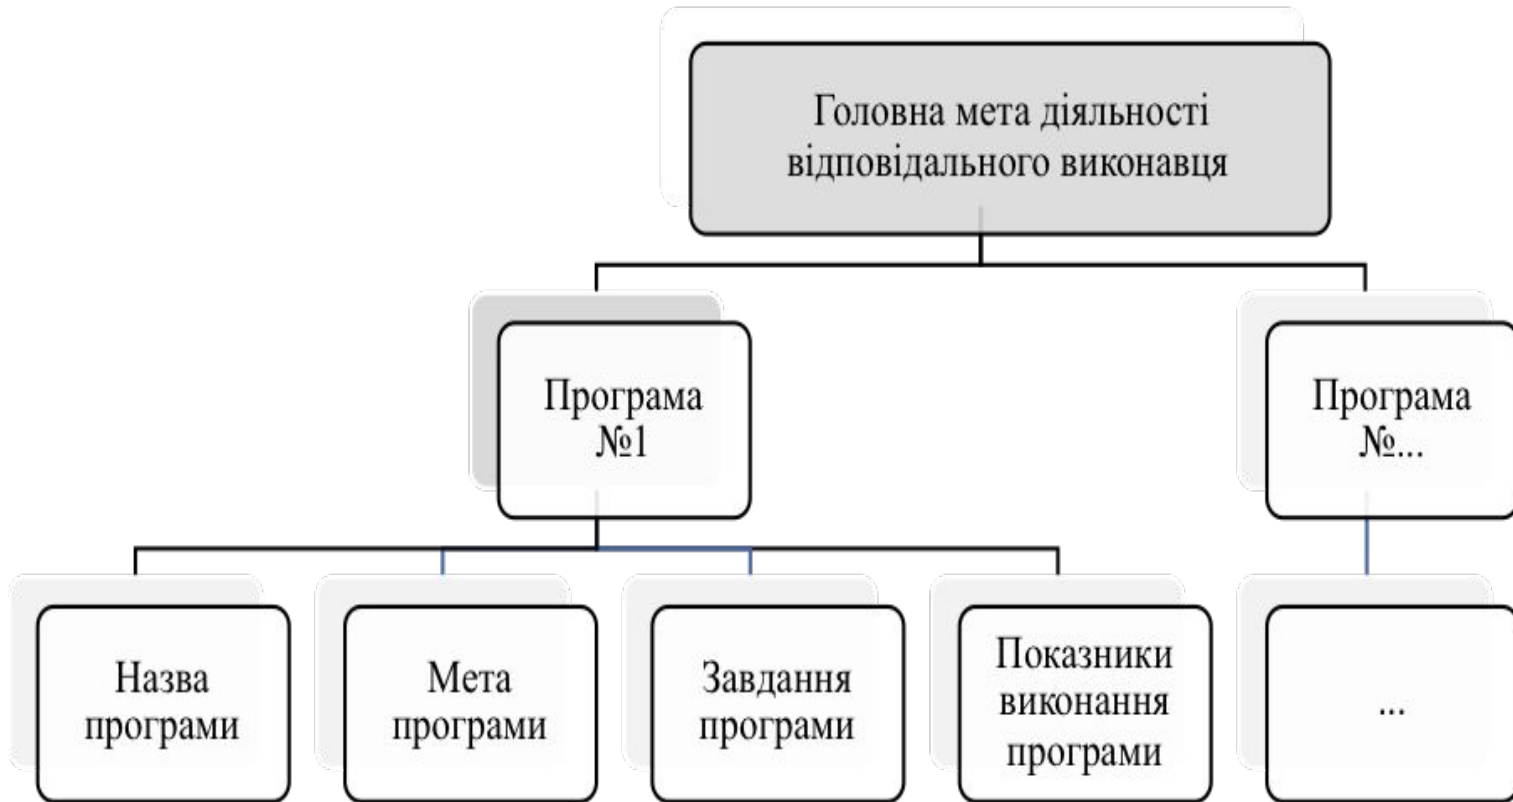 Головна мета діяльності
відповідального виконавця
Програма
№1
Програма
№...
Назва
програми
Мета
програми
Завдання
програми
Показники
виконання
програми
...